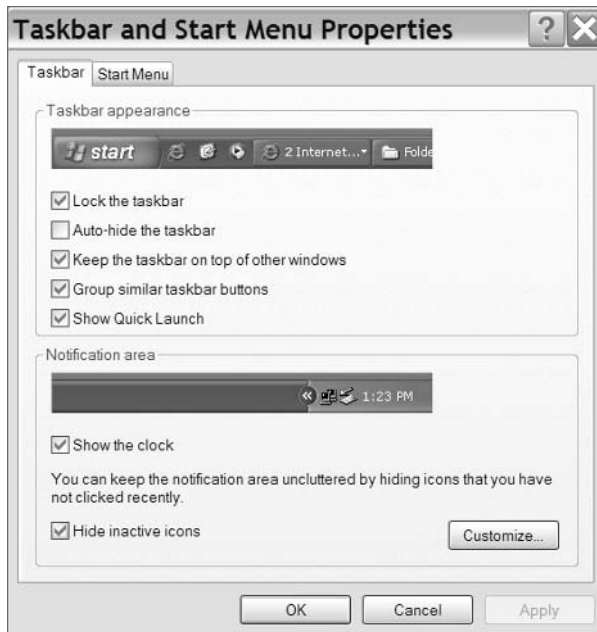 Taskbar and Start Menu Properties
Taskbar
Start Menu
Taskbar appearance
start
2 Internet...
Folde
Lock the taskbar
Auto-hide the taskbar
Keep the taskbar on top of other windows
Group similar taskbar buttons
Show Quick Launch
Notification area
1:23 PM
Show the clock
You can keep the notification area uncluttered by hiding icons that you have
not clicked recently.
Hide inactive icons
Customize...
OK
Cancel
Apply